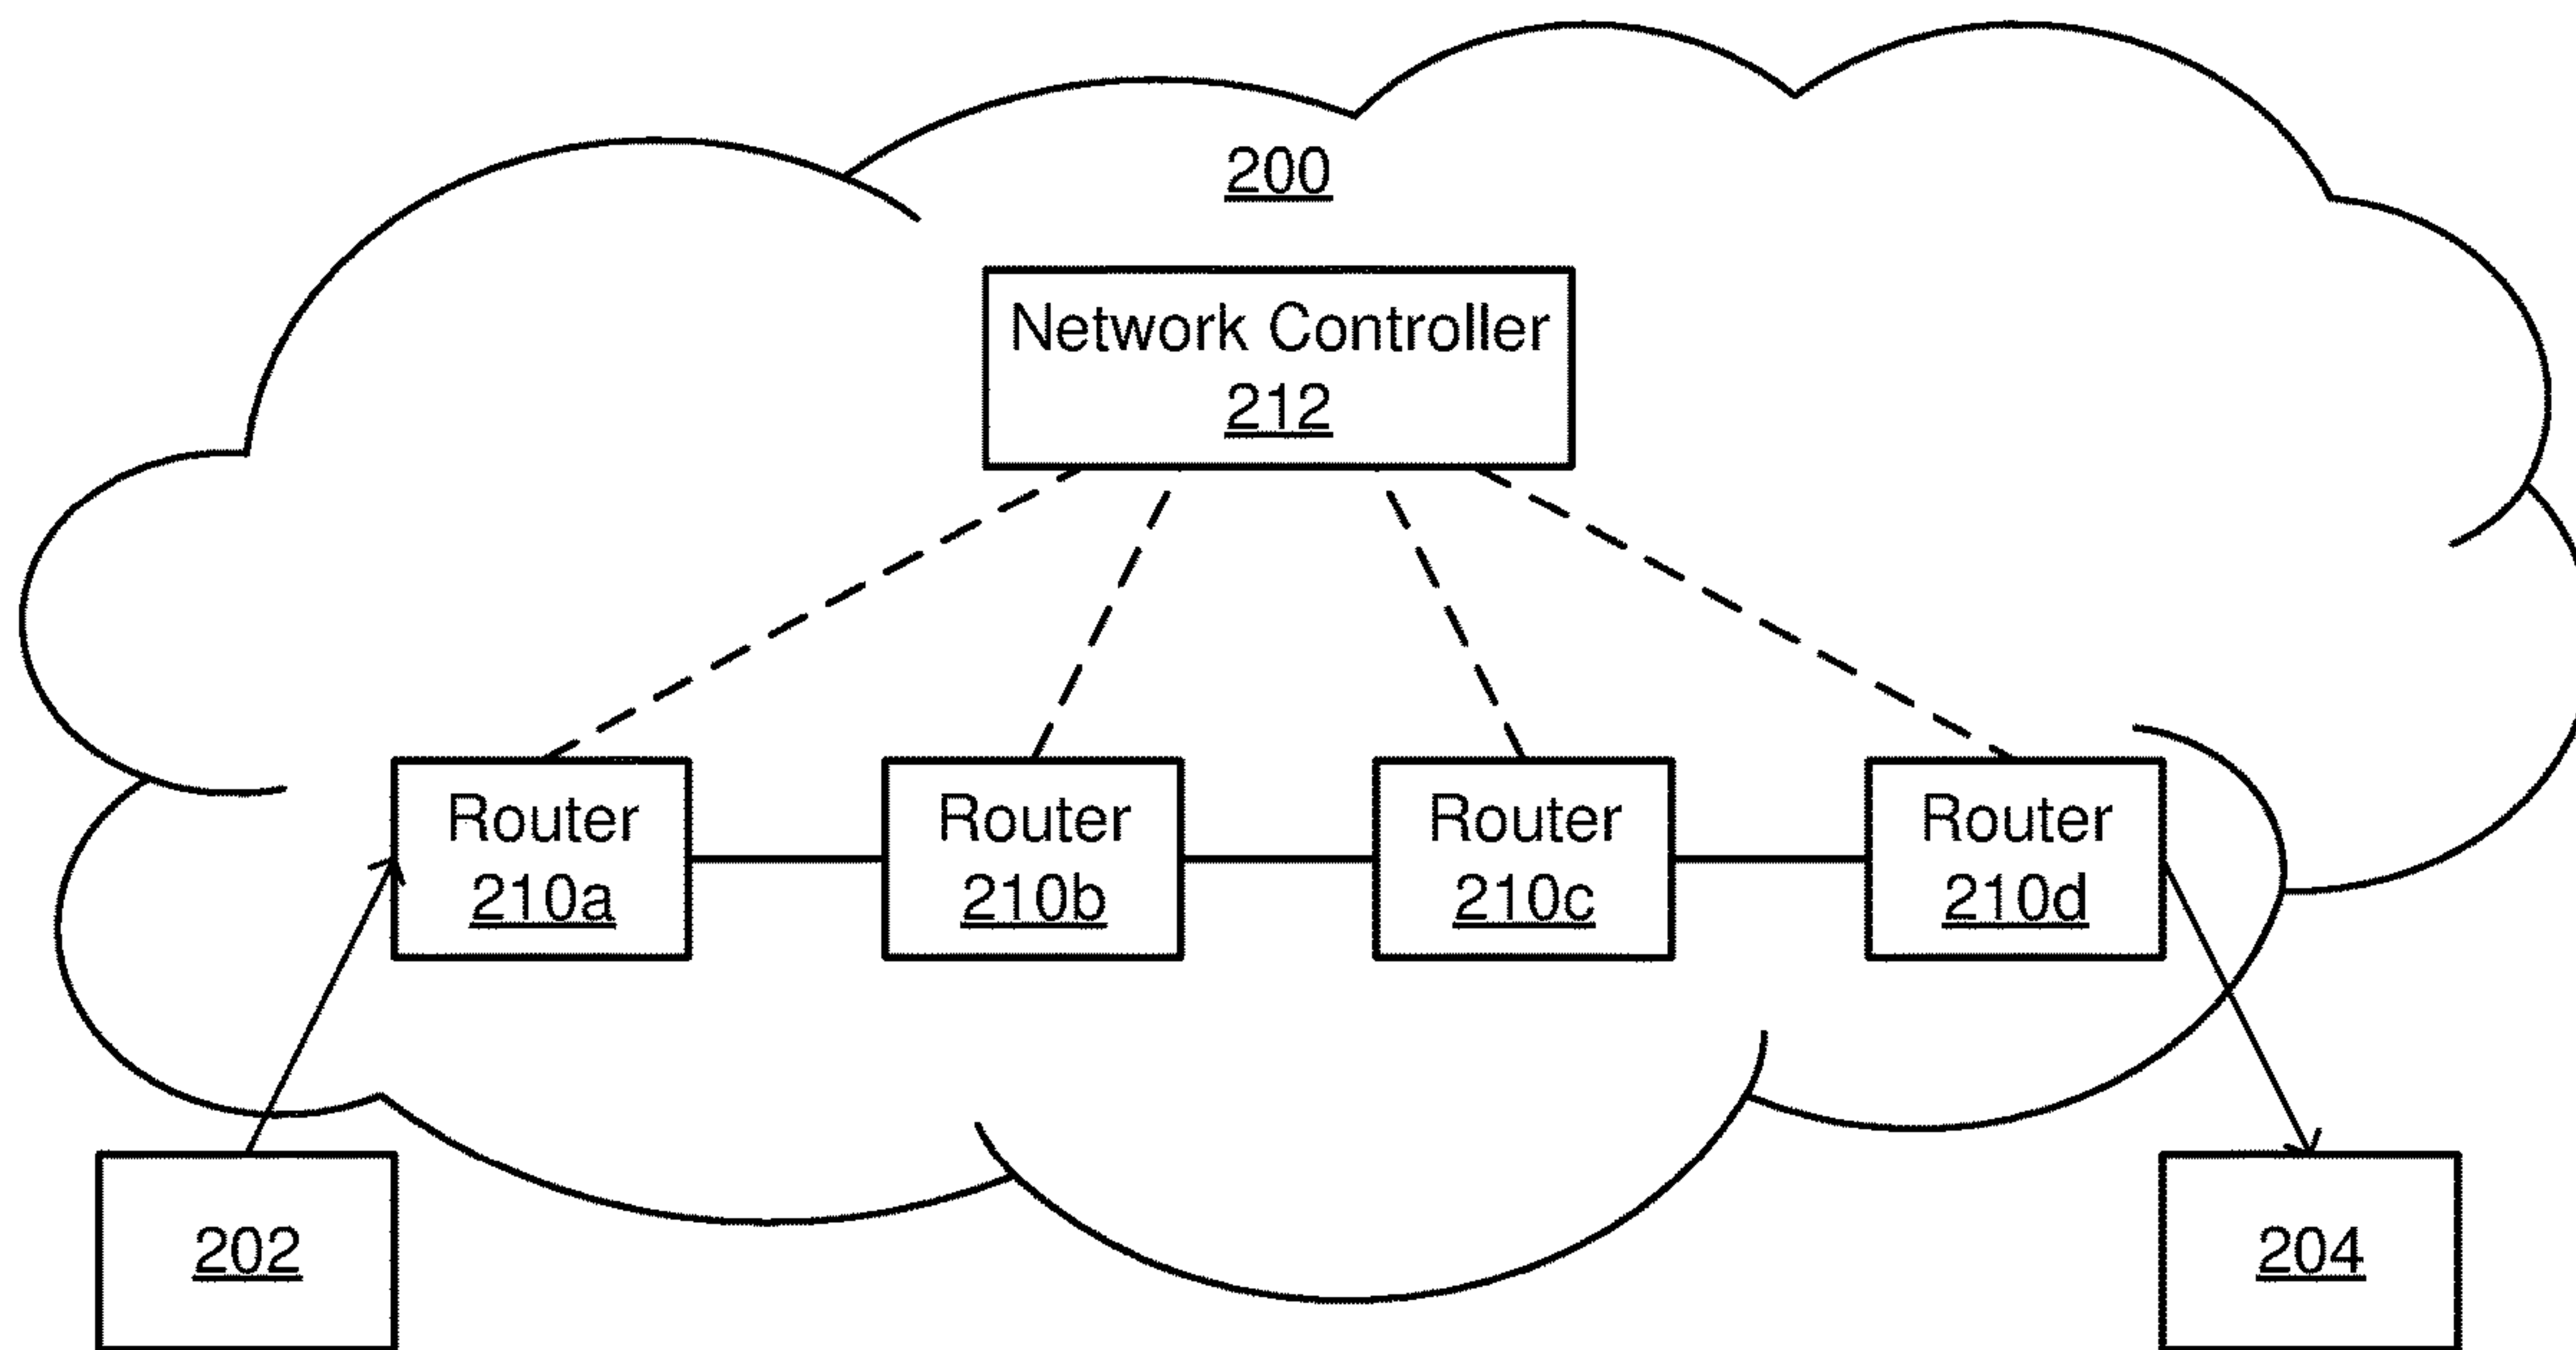 200
Network Controller
212
Router
210a
Router
210b
Router
210c
Router
210d
202
204